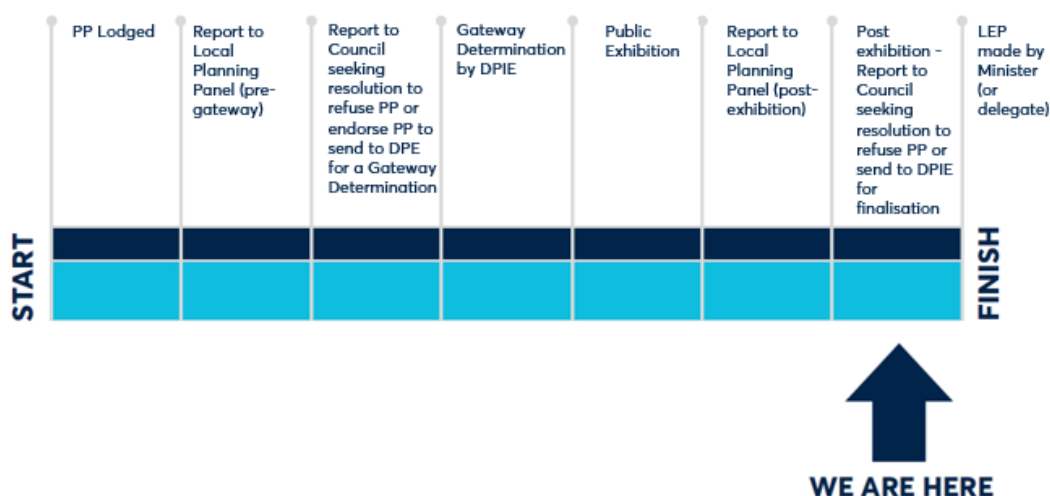 PP Lodged
Report to
Local
Planning
Panel (pre-
gateway)
Report to
Council
seeking
resolution to
refuse PP or
endorse PP to
send to DPE
for a Gateway
Determination
Gateway
Determination
by DPIE
Public
Exhibition
Report to
Local
Planning
Panel (post-
exhibition)
Post
exhibition -
Report to
Council
seeking
resolution to
refuse PP or
send to DPIE
for
finalisation
LEP
made by
Minister
(or
delegate)
START
FINISH
WE ARE HERE